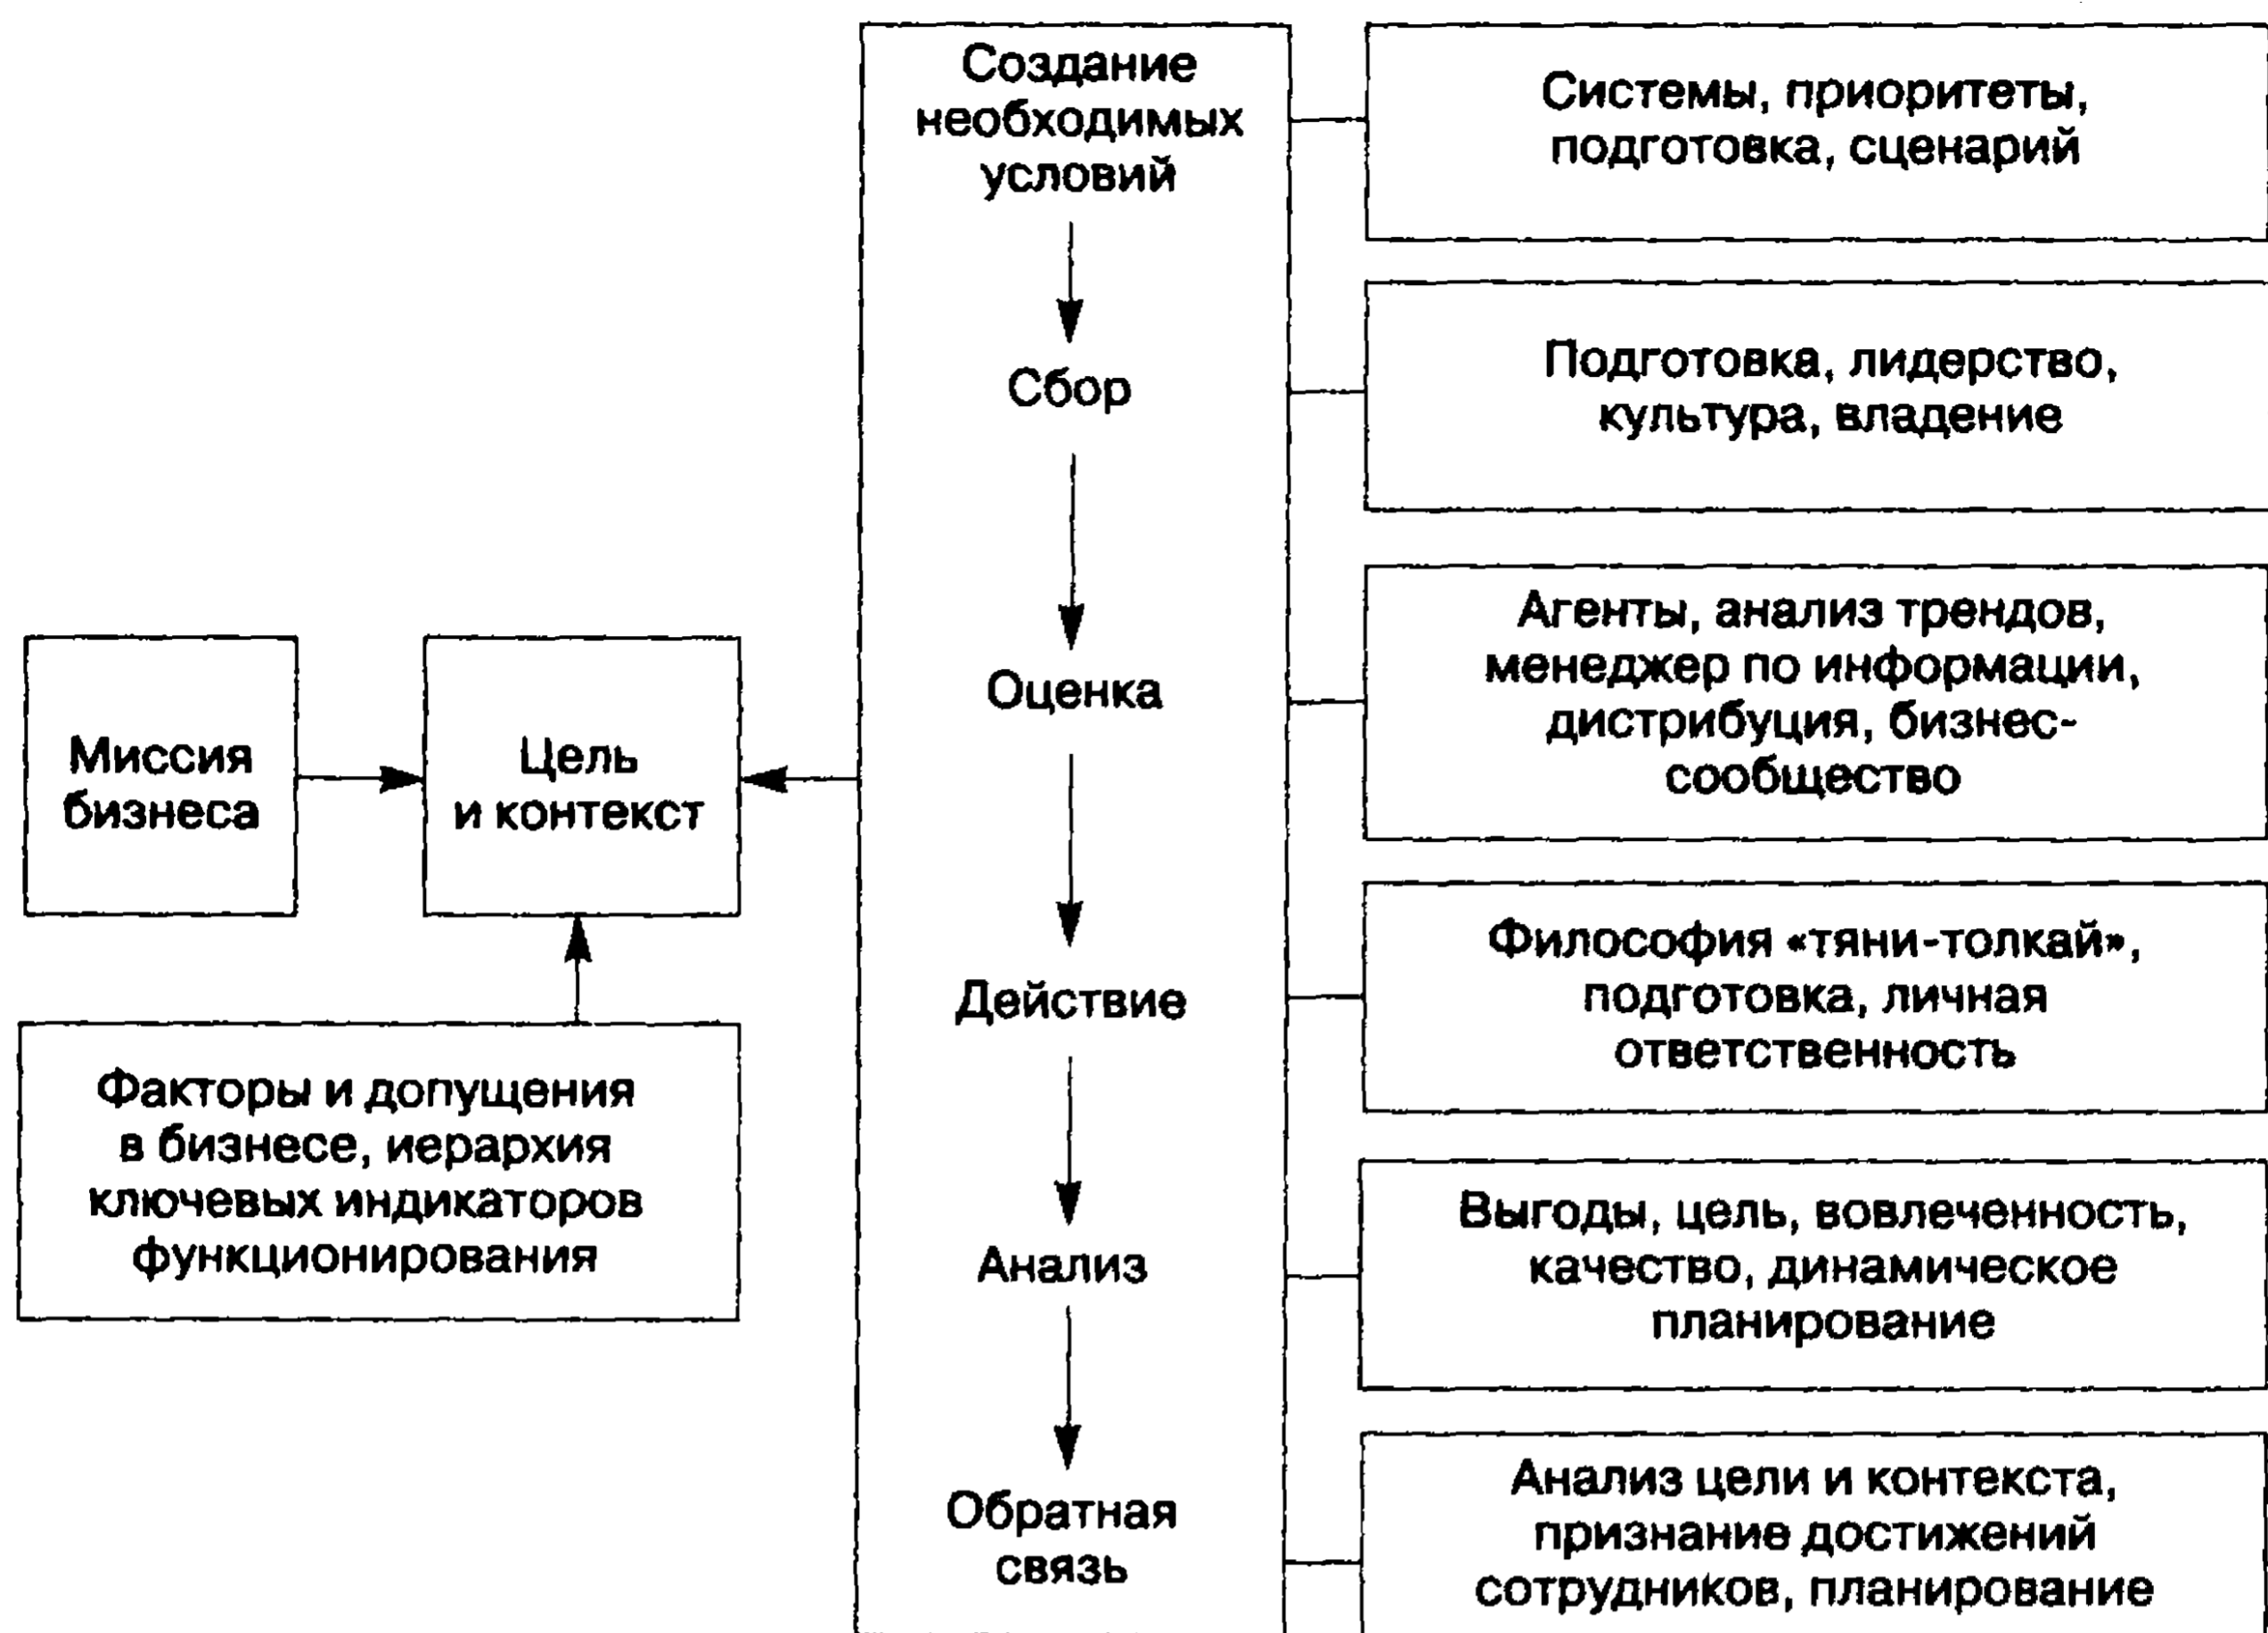 Миссия
бизнеса
Цель
и контекст
Факторы и допущения
в бизнесе, иерархия
ключевых индикаторов
функционирования
Создание
необходимых
условий
Сбор
Оценка
Действие
Анализ
Обратная
связь
Системы, приоритеты,
подготовка, сценарий
Подготовка, лидерство,
культура, владение
Агенты, анализ трендов,
менеджер по информации,
дистрибуция, бизнес-
сообщество
Философия «тяни-толкай»,
подготовка, личная
ответственность
Выгоды, цель, вовлеченность,
качество, динамическое
планирование
Анализ цели и контекста,
признание достижений
сотрудников, планирование